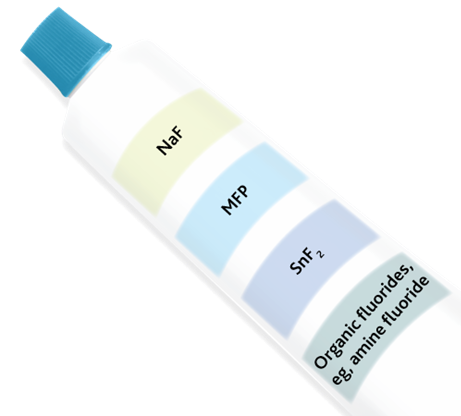 NaF
MFP
SnF₂
Organic fluorides,
eg, amine fluoride